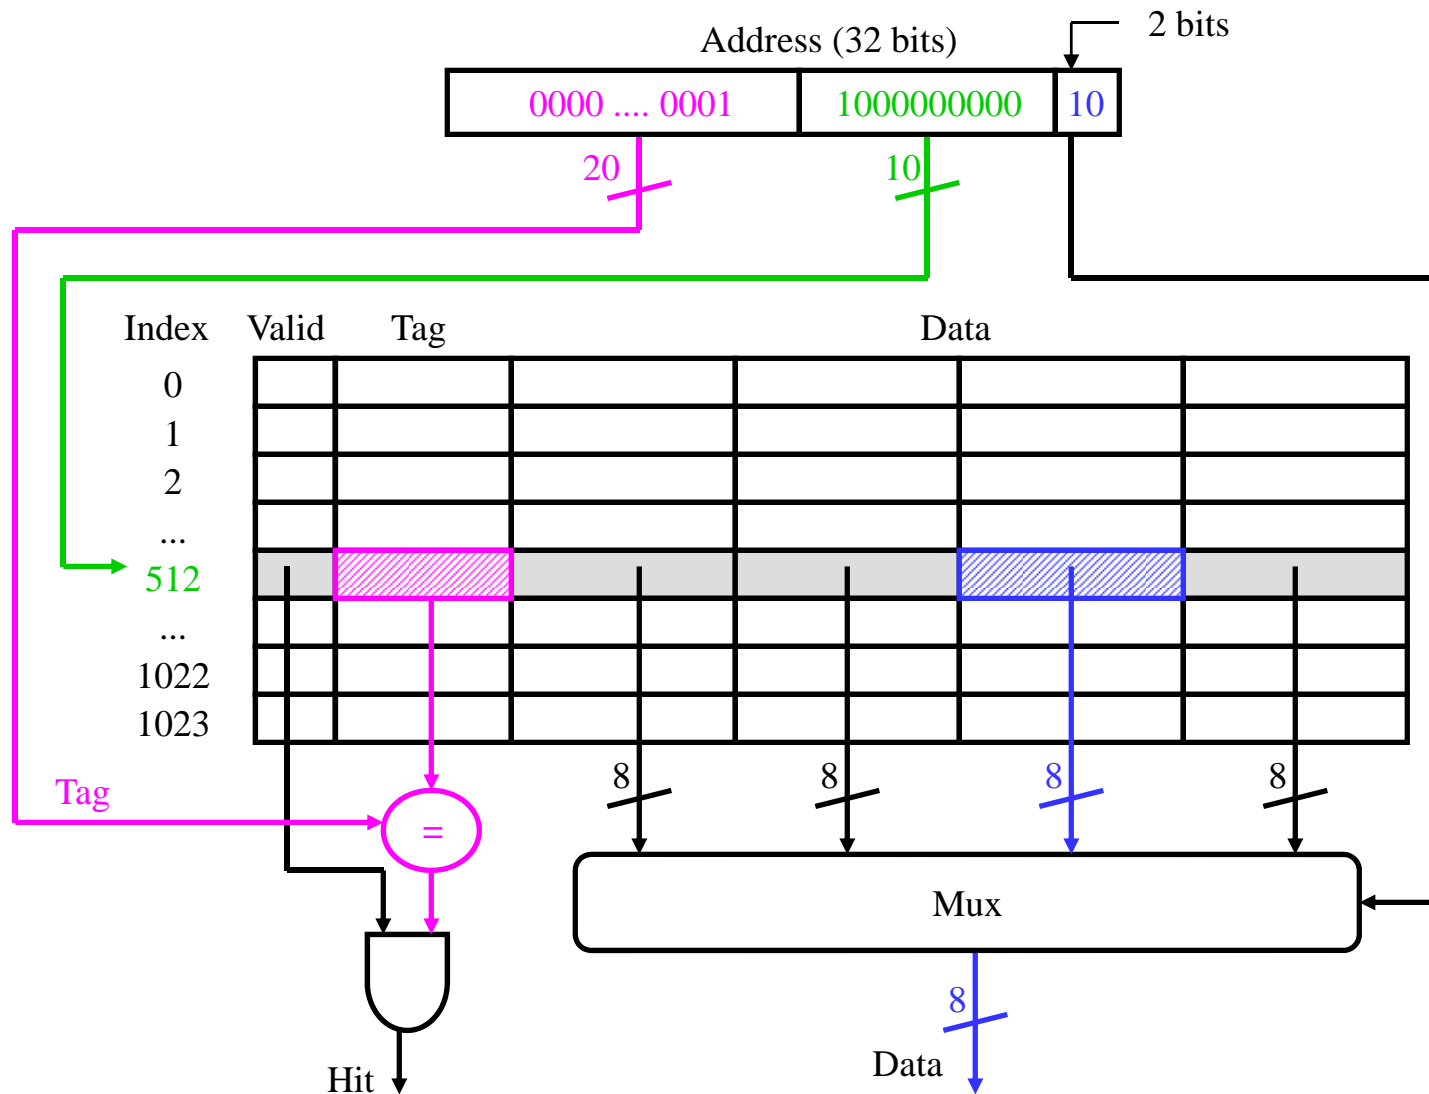 2 bits
Address (32 bits)
0000 .... 0001 1000000000 10
20 10
Index Valid Tag Data
0
1
2
...
512
...
1022
1023
8 8 8 8
Tag
=
Mux
8
Data
Hit